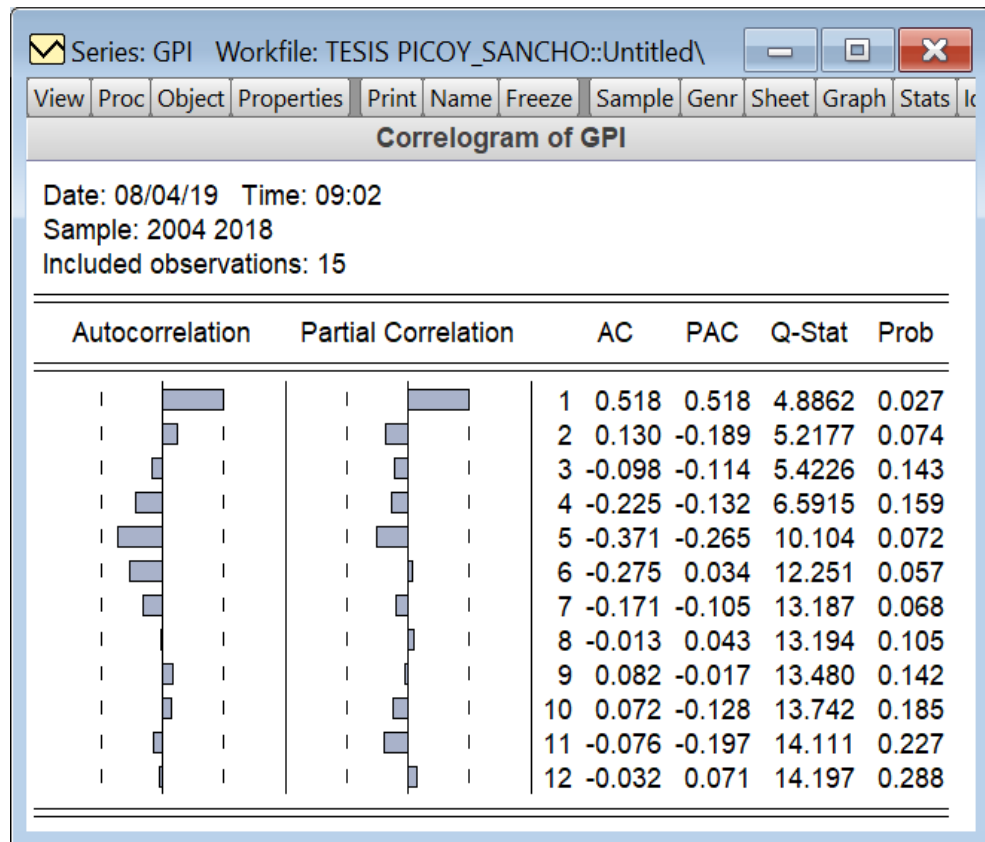 Series: GPI Workfile: TESIS PICOY_SANCHO::Untitled\
View Proc Object Properties Print Name Freeze Sample Genr Sheet Graph Stats
Correlogram of GPI
Date: 08/04/19 Time: 09:02
Sample: 2004 2018
Included observations: 15
Autocorrelation Partial Correlation AC PAC Q-Stat Prob
1 0.518 0.518 4.8862 0.027
2 0.130 -0.189 5.2177 0.074
3 -0.098 -0.114 5.4226 0.143
4 -0.225 -0.132 6.5915 0.159
5 -0.371 -0.265 10.104 0.072
6 -0.275 0.034 12.251 0.057
7 -0.171 -0.105 13.187 0.068
8 -0.013 0.043 13.194 0.105
9 0.082 -0.017 13.480 0.142
10 0.072 -0.128 13.742 0.185
11 -0.076 -0.197 14.111 0.227
12 -0.032 0.071 14.197 0.288